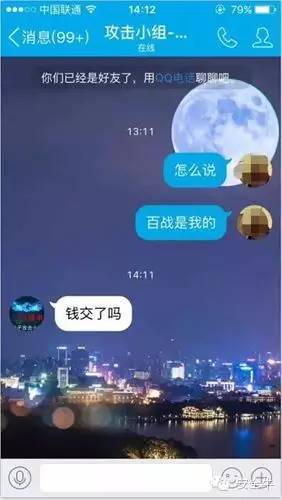 中国联通
14:12
79%
消息(99+)
攻击小组-..
在线
你们已经是好友了，用QQ电话聊聊吧。
13:11
怎么说
百战是我的
14:11
钱交了吗